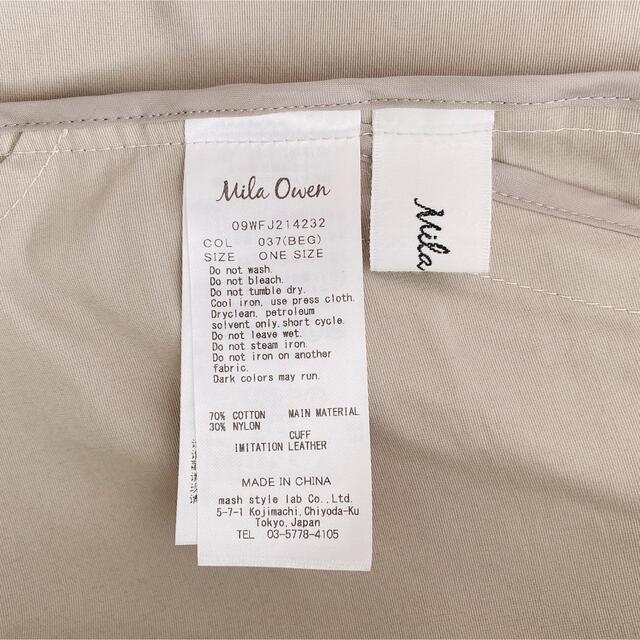 Mila Owen
09WFJ214232
COL 037(BEG)
SIZE ONE SIZE
Do not wash.
Do not bleach.
Do not tumble dry.
Cool iron, use press cloth.
Dryclean, petroleum
solvent only. short cycle.
Do not leave wet.
Do not steam iron.
Do not iron on another
fabric.
Dark colors may run.
70% COTTON MAIN MATERIAL
30% NYLON
CUFF
IMITATION LEATHER
MADE IN CHINA
mash style lab Co., Ltd.
5-7-1 Kojimachi, Chiyoda-Ku
Tokyo, Japan
TEL 03-5778-4105
Mila